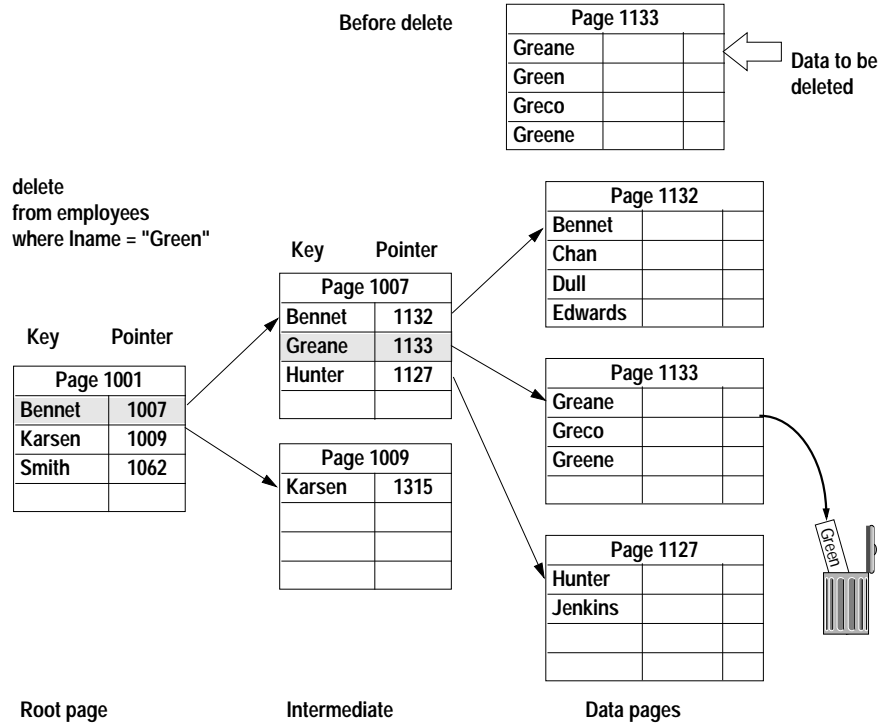 Before delete
Page 1133
Greane
Green
Greco
Greene
Data to be
deleted
delete
from employees
where lname = "Green"
Key Pointer
Page 1001
Bennet 1007
Karsen 1009
Smith 1062
Key Pointer
Page 1007
Bennet 1132
Greane 1133
Hunter 1127
Page 1009
Karsen 1315
Page 1132
Bennet
Chan
Dull
Edwards
Page 1133
Greane
Greco
Greene
Page 1127
Hunter
Jenkins
Green
Root page Intermediate Data pages